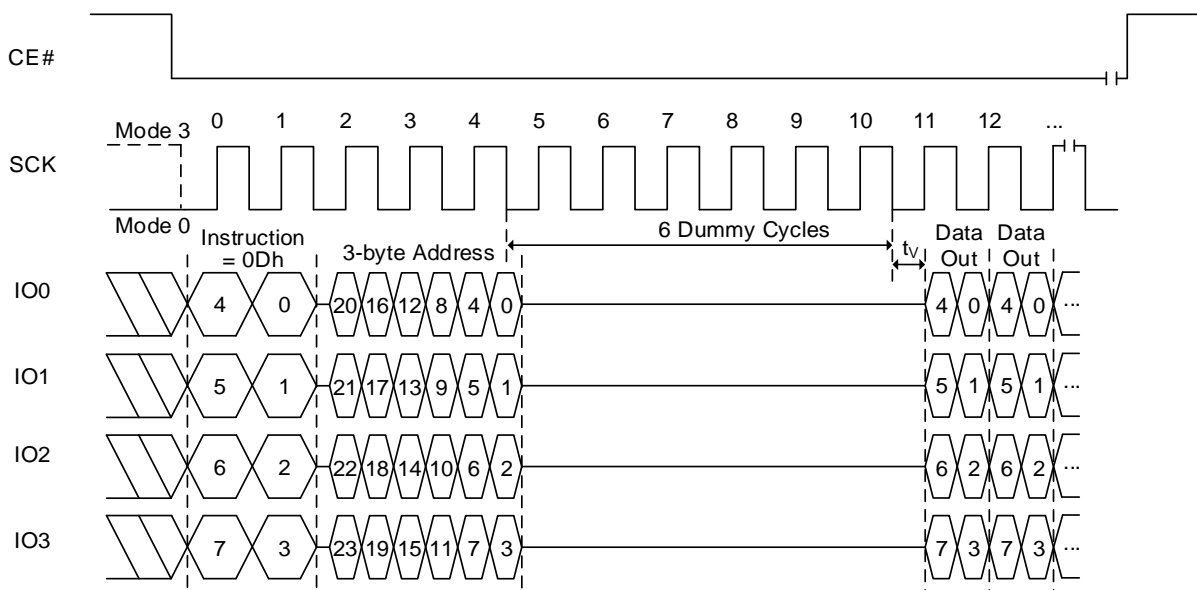 CE#
0 1 2 3 4 5 6 7 8 9 10 11 12 ...
Mode 3
SCK
Mode 0
Instruction
= 0Dh
3-byte Address
6 Dummy Cycles
tV
Data
Out
Data
Out
IO0 4 0 20 16 12 8 4 0 4 0 4 0 ...
IO1 5 1 21 17 13 9 5 1 5 1 5 1 ...
IO2 6 2 22 18 14 10 6 2 6 2 6 2 ...
IO3 7 3 23 19 15 11 7 3 7 3 7 3 ...